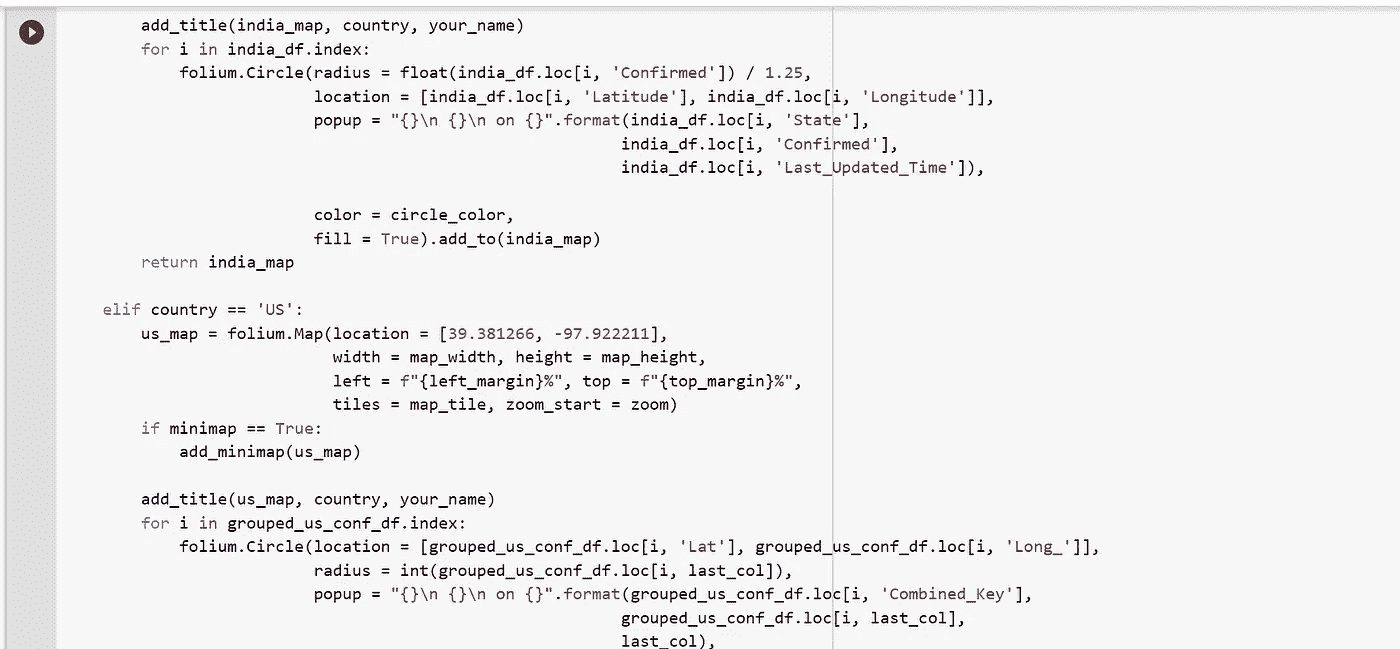 add_title(india_map, country, your_name)
for i in india_df.index:
folium.Circle(radius = float(india_df.loc[i, 'Confirmed']) / 1.25,
location = [india_df.loc[i, 'Latitude'], india_df.loc[i, 'Longitude']],
popup = "{}\n {}\n on {}".format(india_df.loc[i, 'State'],
india_df.loc[i, 'Confirmed'],
india_df.loc[i, 'Last_Updated_Time']),
color = circle_color,
fill = True).add_to(india_map)
return india_map
elif country == 'US':
us_map = folium.Map(location = [39.381266, -97.922211],
width = map_width, height = map_height,
left = f"{left_margin}%", top = f"{top_margin}%",
tiles = map_tile, zoom_start = zoom)
if minimap == True:
add_minimap(us_map)
add_title(us_map, country, your_name)
for i in grouped_us_conf_df.index:
folium.Circle(location = [grouped_us_conf_df.loc[i, 'Lat'], grouped_us_conf_df.loc[i, 'Long_']],
radius = int(grouped_us_conf_df.loc[i, last_col]),
popup = "{}\n {}\n on {}".format(grouped_us_conf_df.loc[i, 'Combined_Key'],
grouped_us_conf_df.loc[i, last_col],
last_col),